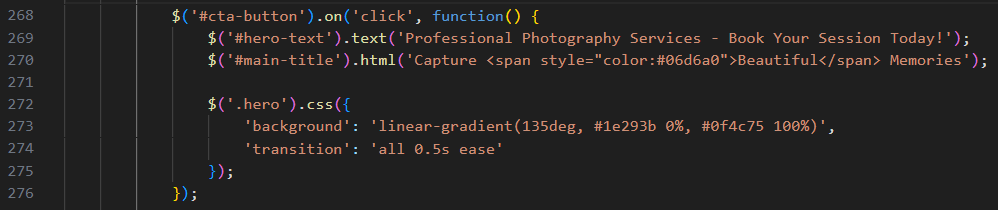 268 $('#cta-button').on('click', function() {
269 $('#hero-text').text('Professional Photography Services - Book Your Session Today!');
270 $('#main-title').html('Capture <span style="color:#06d6a0">Beautiful</span> Memories');
271
272 $('.hero').css({
273 'background': 'linear-gradient(135deg, #1e293b 0%, #0f4c75 100%)',
274 'transition': 'all 0.5s ease'
275 });
276 });